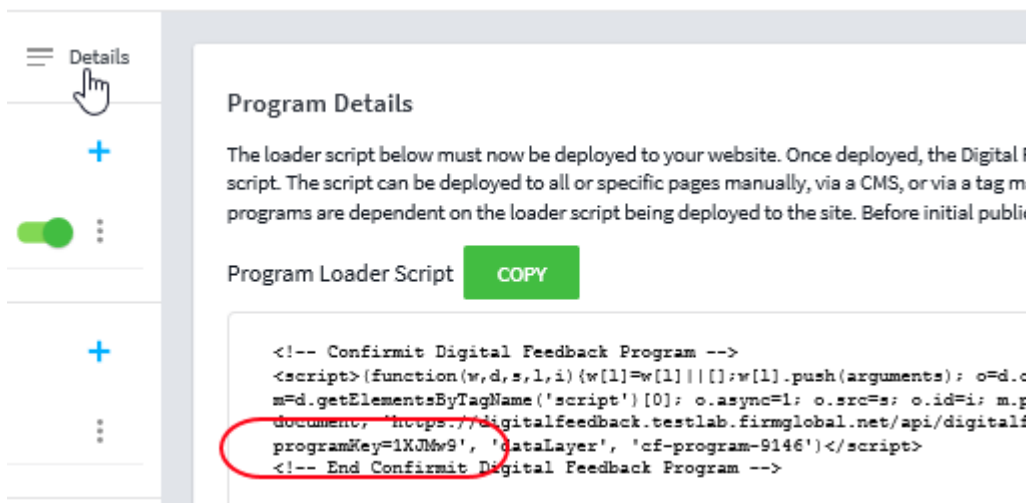 Details
Program Details
The loader script below must now be deployed to your website. Once deployed, the Digital
script. The script can be deployed to all or specific pages manually, via a CMS, or via a tag
programs are dependent on the loader script being deployed to the site. Before initial
Program Loader Script
COPY
<!-- Confirmit Digital Feedback Program -->
<script>(function(w,d,s,l,i){w[l]=w[l]||[];w[l].push(arguments); o=d.c
m=d.getElementsByTagName('script')[0]; o.async=1; o.src=s; o.id=i; m.p
document, 'https://digitalfeedback.testlab.firmglobal.net/api/digitalf
programKey=1XJMw9', 'dataLayer', 'cf-program-9146')</script>
<!-- End Confirmit Digital Feedback Program -->